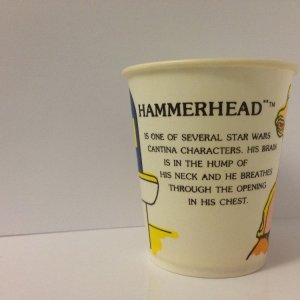 HAMMERHEAD™
IS ONE OF SEVERAL STAR WARS
CANTINA CHARACTERS. HIS BRAIN
IS IN THE HUMP OF
HIS NECK AND HE BREATHES
THROUGH THE OPENING
IN HIS CHEST.